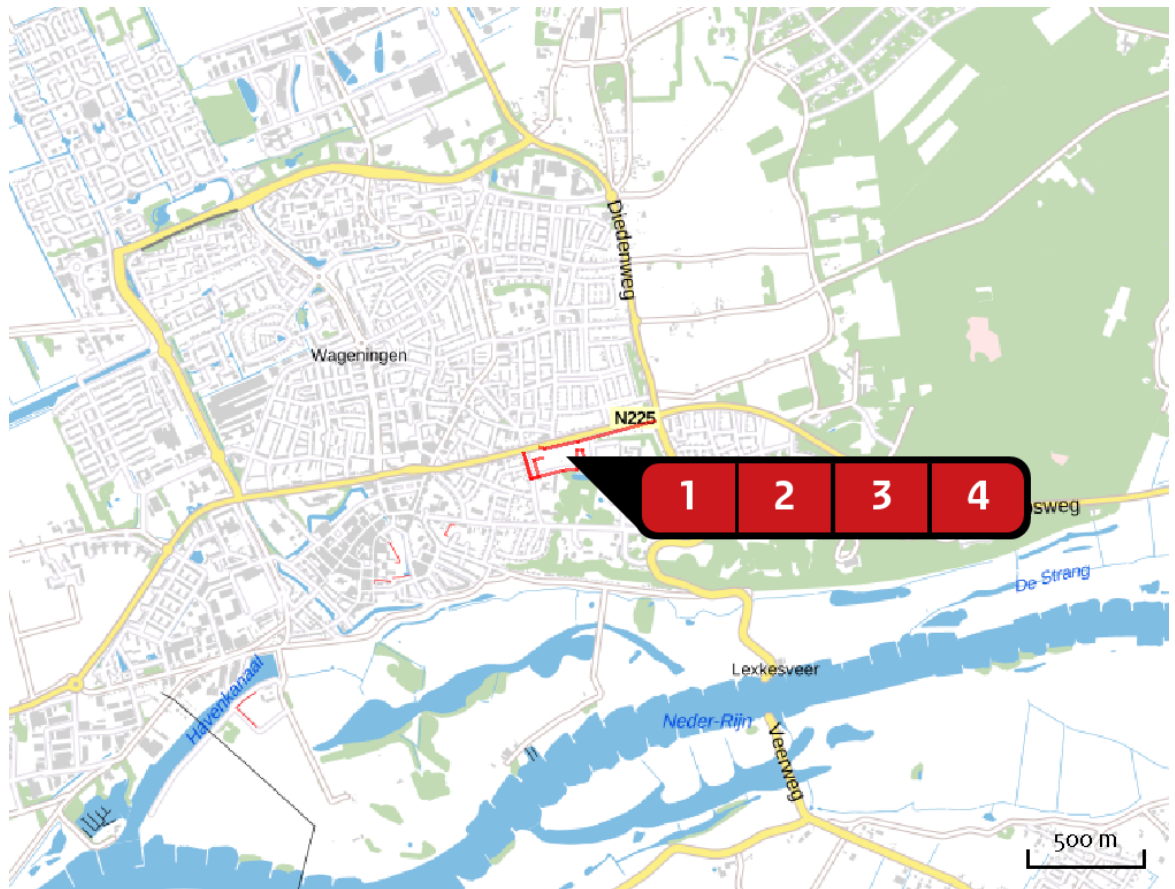 Diedenweg
Wageningen
N225
1 2 3 4
osweg
De Strang
Lexkesveer
Havenkanaal
Neder-Rijn
Veerweg
500 m